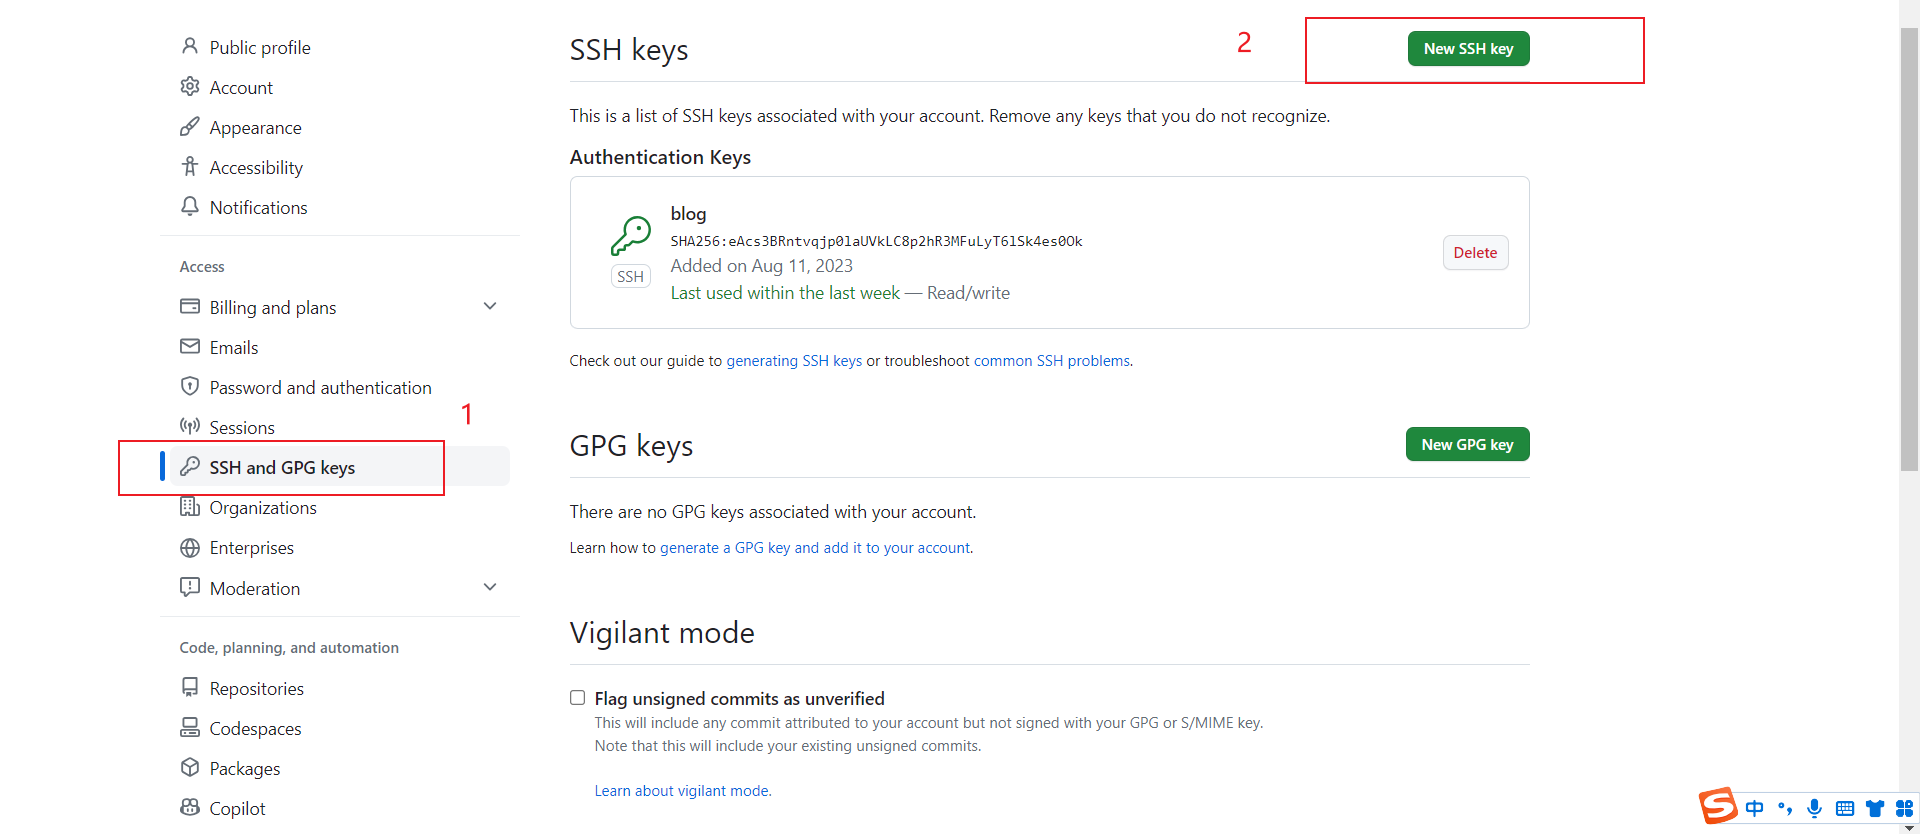 Public profile
Account
Appearance
Accessibility
Notifications
Access
Billing and plans
Emails
Password and authentication
1
Sessions
SSH and GPG keys
Organizations
Enterprises
Moderation
Code, planning, and automation
Repositories
Codespaces
Packages
Copilot
SSH keys
2
New SSH key
This is a list of SSH keys associated with your account. Remove any keys that you do not recognize.
Authentication Keys
blog
SHA256:eAcs3BRntvqjp0laUVkLC8p2hR3MFuLyT6lSk4es0Ok
SSH
Added on Aug 11, 2023
Last used within the last week — Read/write
Delete
Check out our guide to generating SSH keys or troubleshoot common SSH problems.
GPG keys
New GPG key
There are no GPG keys associated with your account.
Learn how to generate a GPG key and add it to your account.
Vigilant mode
Flag unsigned commits as unverified
This will include any commit attributed to your account but not signed with your GPG or S/MIME key.
Note that this will include your existing unsigned commits.
Learn about vigilant mode.
S 中